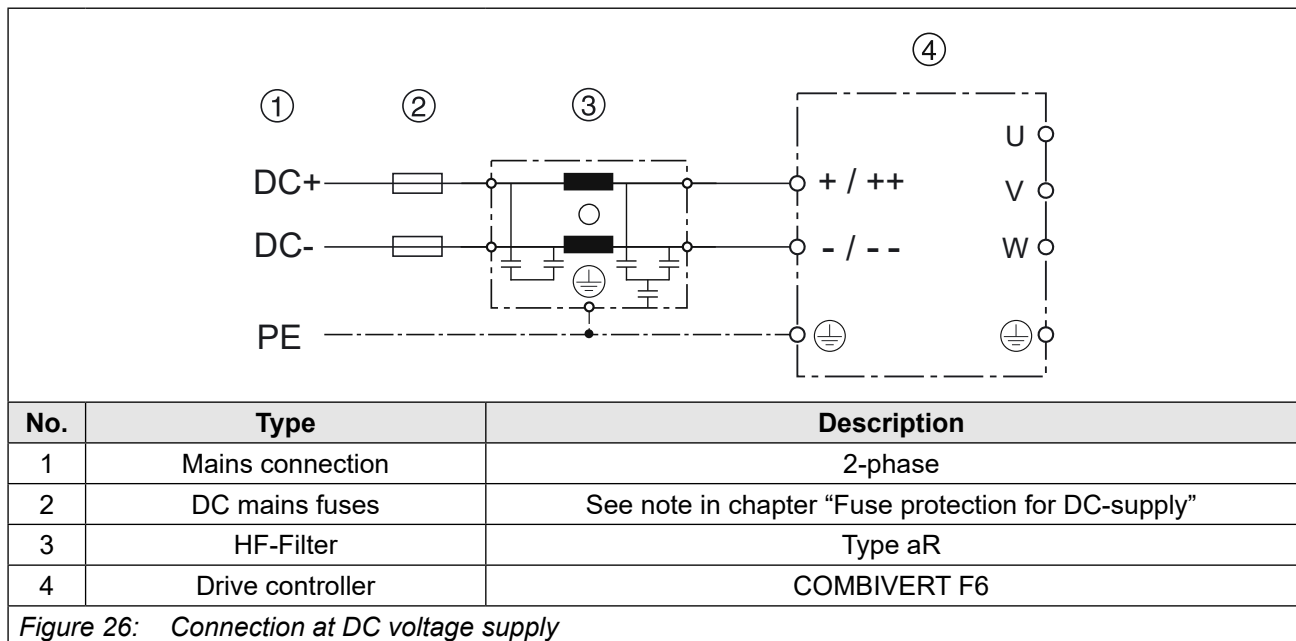 ④
① ② ③
U
DC+ + / ++
V
DC- - / - - W
PE
No. Type Description
1 Mains connection 2-phase
2 DC mains fuses See note in chapter “Fuse protection for DC-supply”
3 HF-Filter Type aR
4 Drive controller COMBIVERT F6
Figure 26: Connection at DC voltage supply